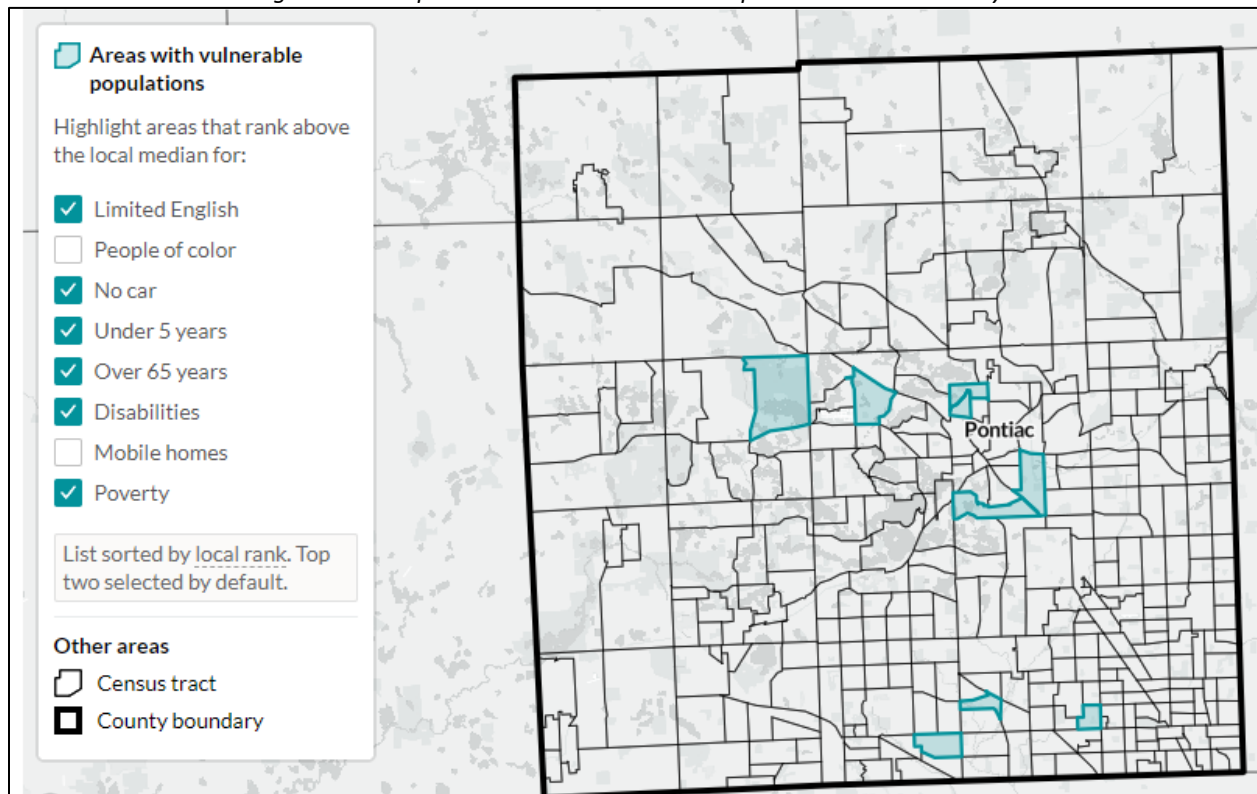 Areas with vulnerable
populations
Highlight areas that rank above
the local median for:
Limited English
People of color
No car
Under 5 years
Over 65 years
Disabilities
Mobile homes
Poverty
List sorted by local rank. Top
two selected by default.
Other areas
Census tract
County boundary
Pontiac